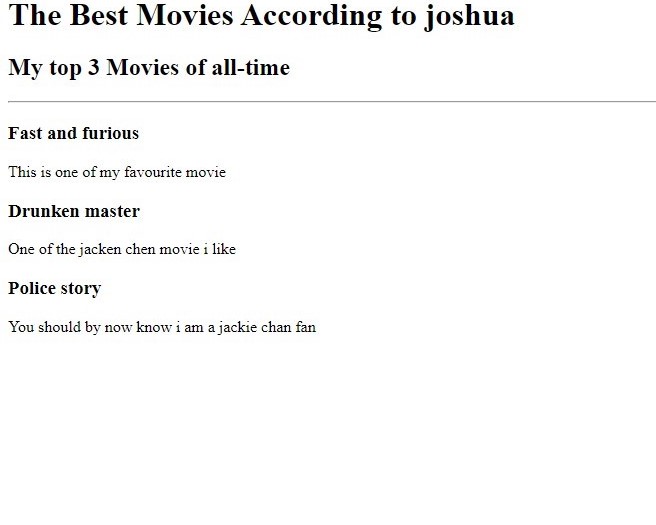 The Best Movies According to joshua
My top 3 Movies of all-time
Fast and furious
This is one of my favourite movie
Drunken master
One of the jacken chen movie i like
Police story
You should by now know i am a jackie chan fan